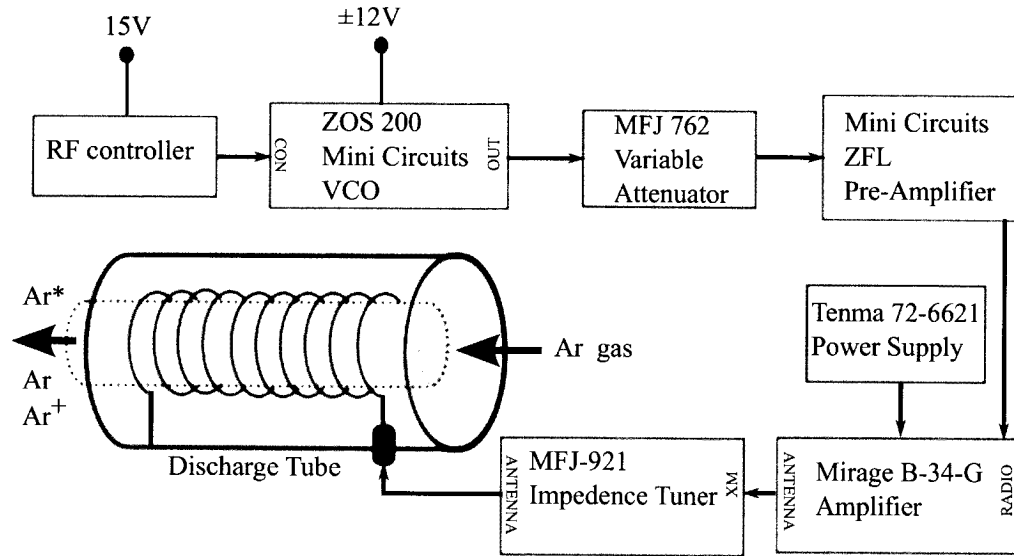 15V
±12V
RF controller
CON
ZOS 200
Mini Circuits
VCO
OUT
MFJ 762
Variable
Attenuator
Mini Circuits
ZFL
Pre-Amplifier
Ar*
Ar
Ar+
Ar gas
Discharge Tube
Tenma 72-6621
Power Supply
ANTENNA
MFJ-921
Impedence Tuner
XM
ANTENNA
Mirage B-34-G
Amplifier
RADIO